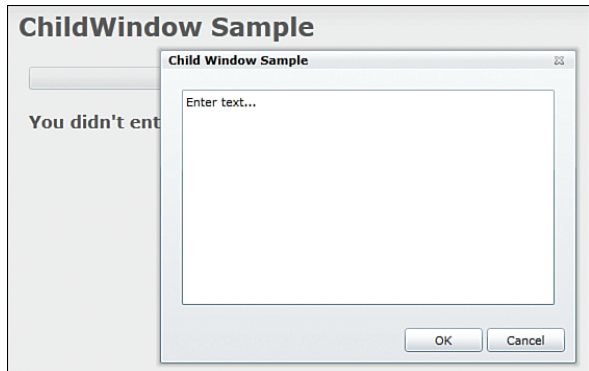 ChildWindow Sample
Child Window Sample
You didn't ent
Enter text...
OK Cancel